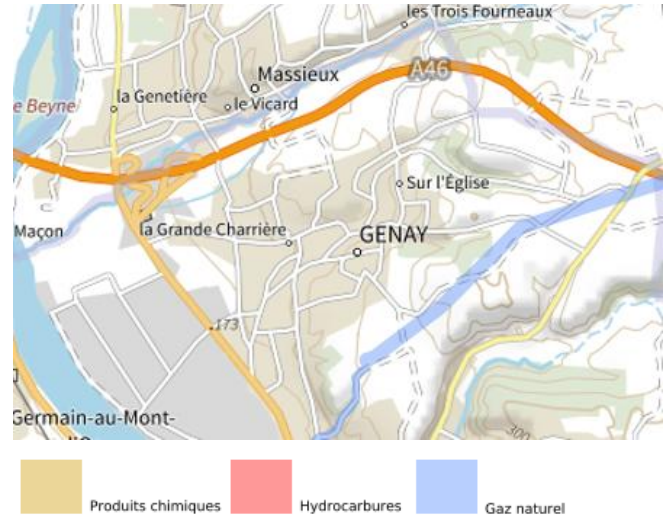 les Trois Fourneaux
A46
Massieux
la Genetière
le Vicard
e Beyne
Sur l'Église
Maçon
la Grande Charrière
GENAY
173
Germain-au-Mont-
300
Produits chimiques
Hydrocarbures
Gaz naturel